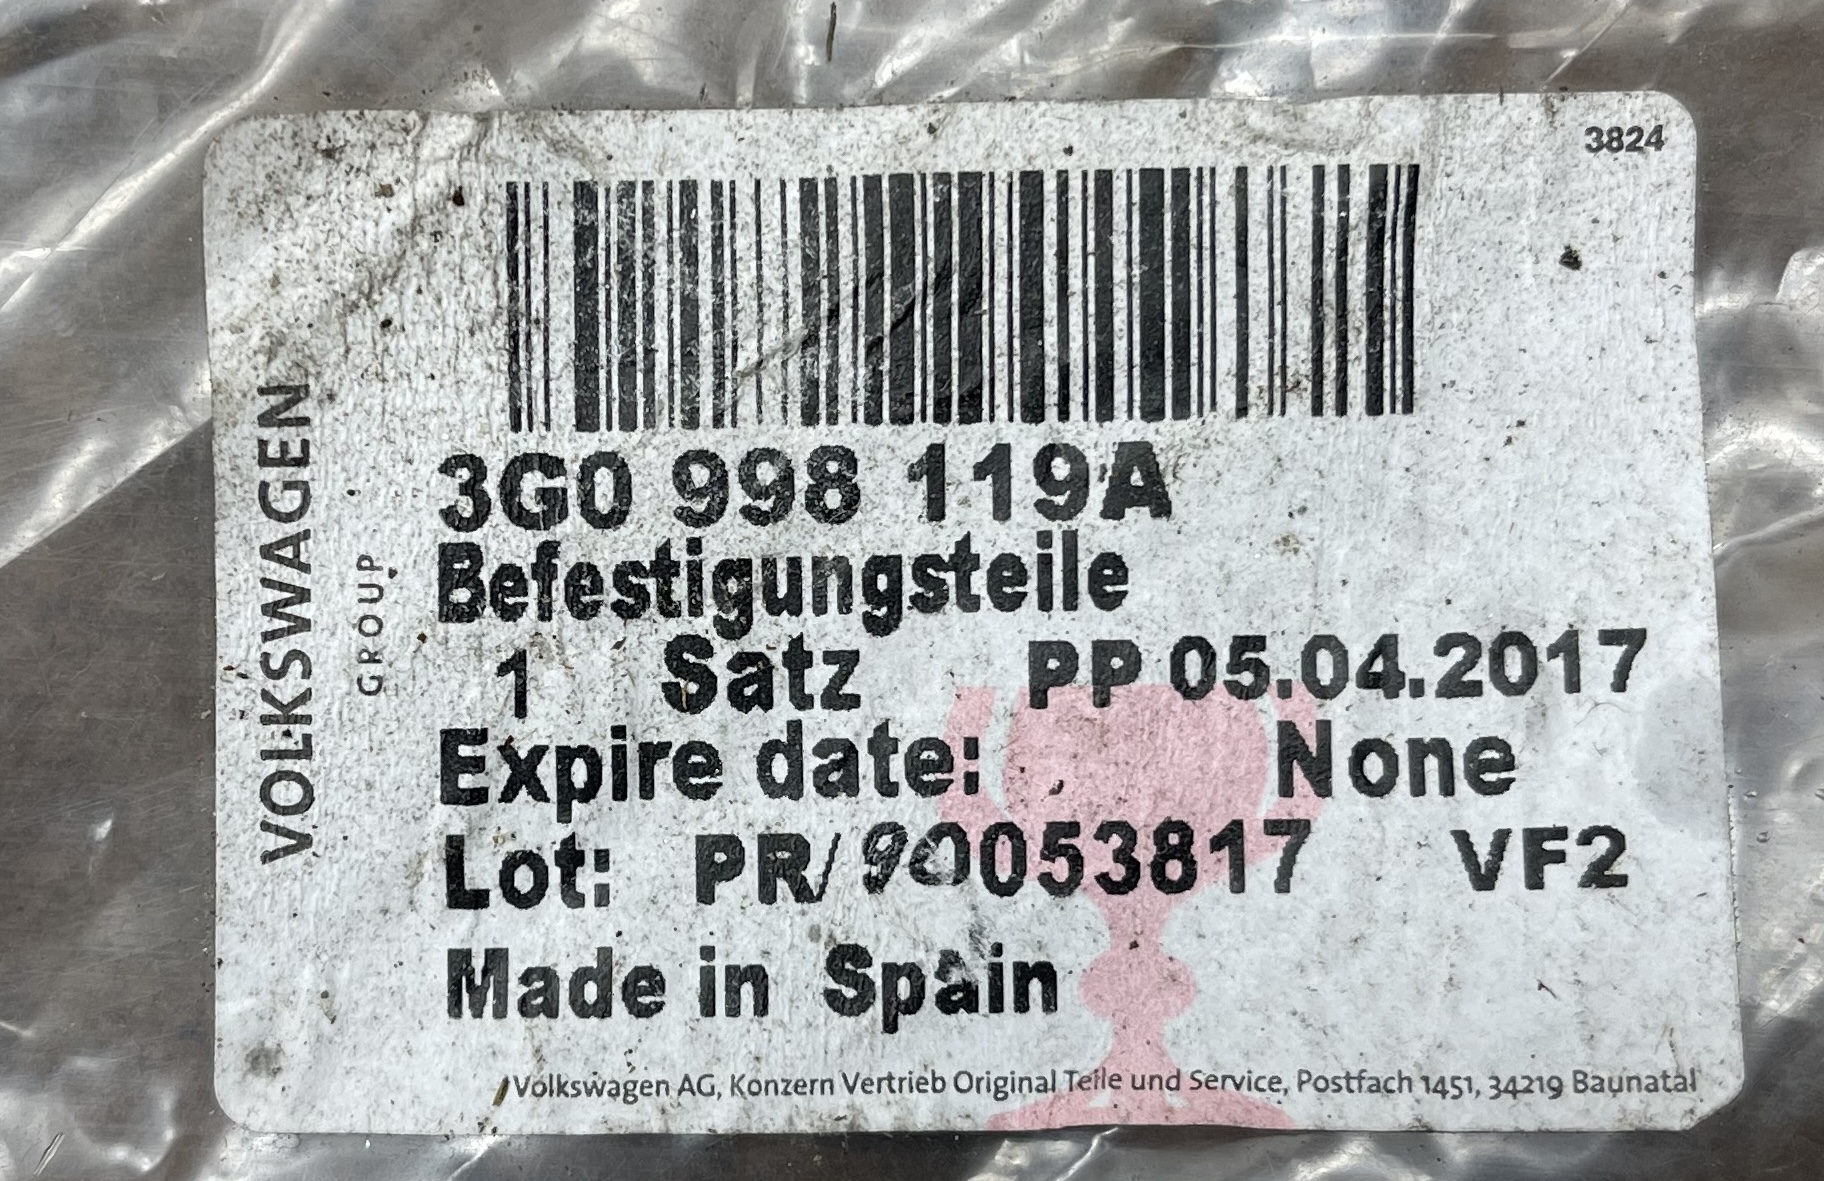 3824
VOLKSWAGEN
GROUP
3G0 998 119A
Befestigungsteile
1 Satz PP 05.04.2017
Expire date: None
Lot: PR/90053817 VF2
Made in Spain
Volkswagen AG, Konzern Vertrieb Original Teile und Service, Postfach 1451, 34219 Baunatal